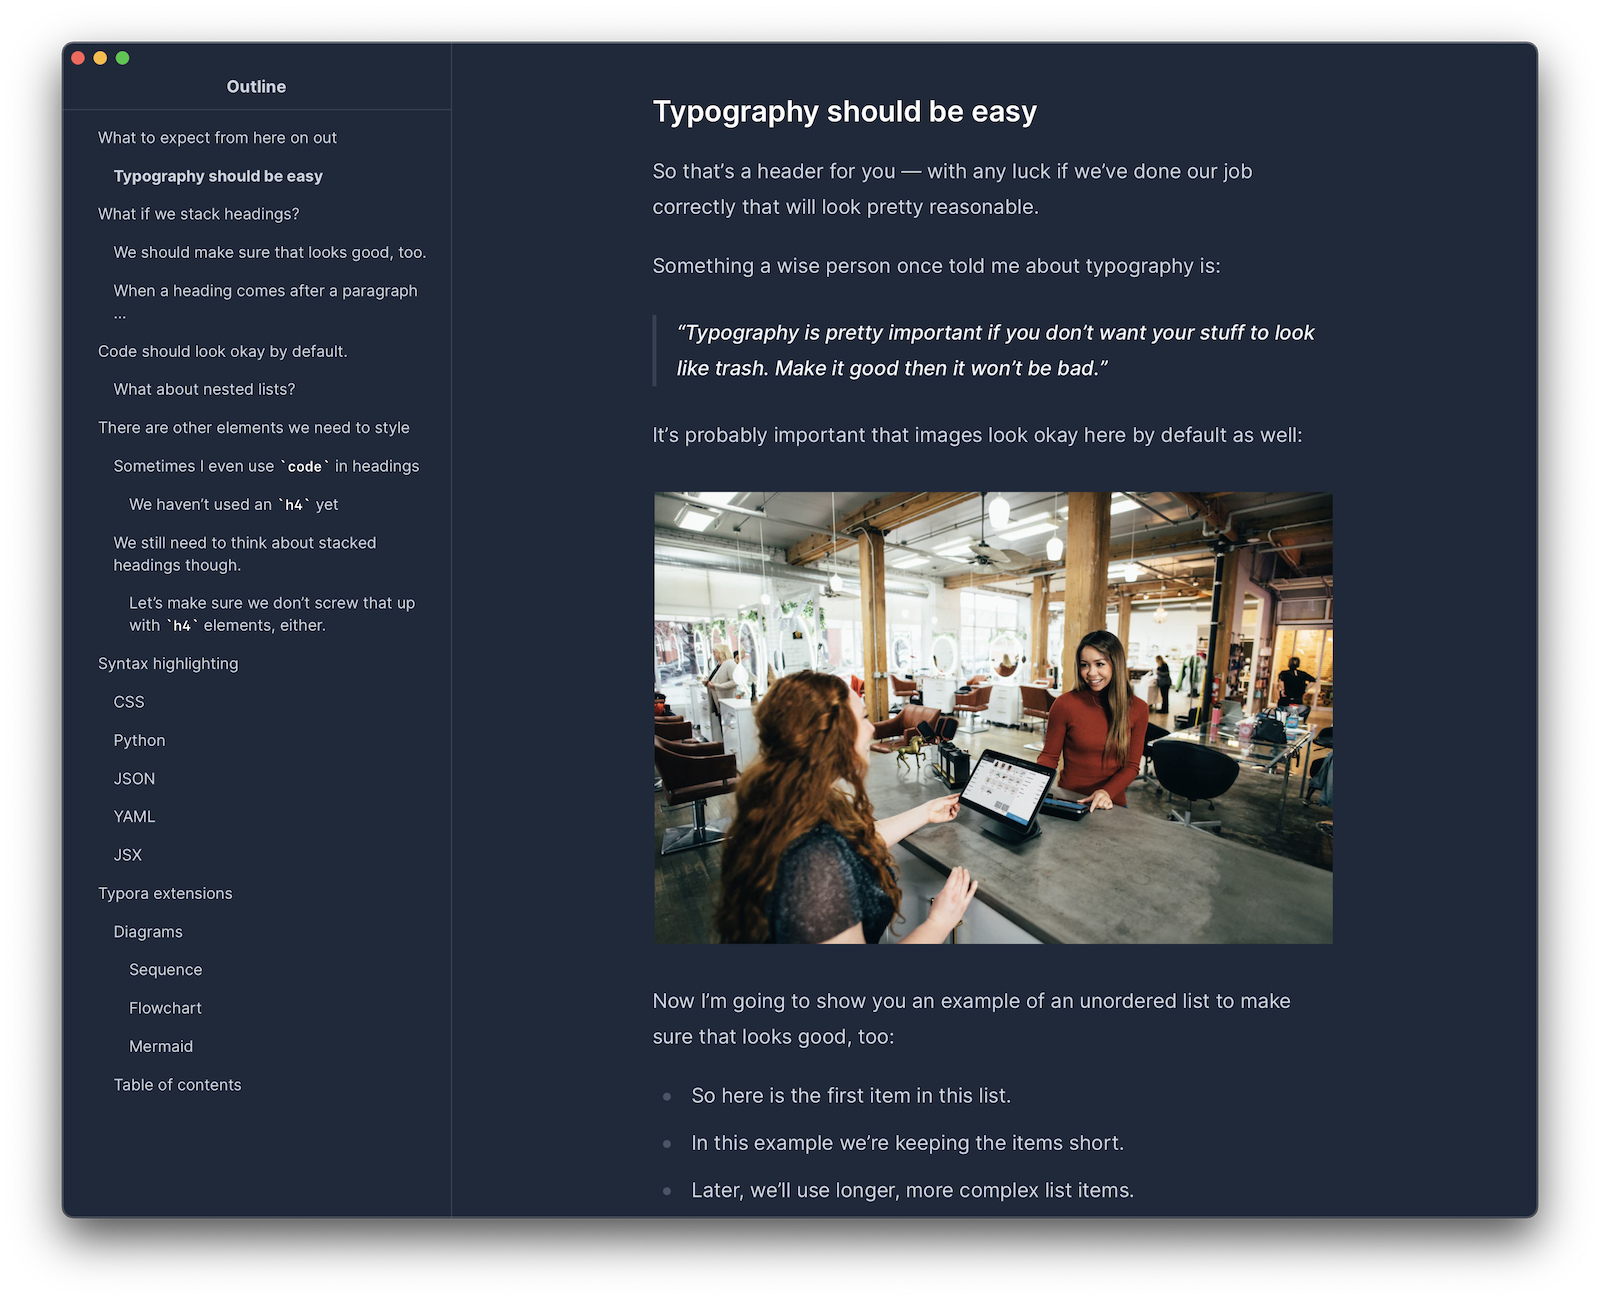 Outline
What to expect from here on out
Typography should be easy
What if we stack headings?
We should make sure that looks good, too.
When a heading comes after a paragraph
…
Code should look okay by default.
What about nested lists?
There are other elements we need to style
Sometimes I even use `code` in headings
We haven’t used an `h4` yet
We still need to think about stacked
headings though.
Let’s make sure we don’t screw that up
with `h4` elements, either.
Syntax highlighting
CSS
Python
JSON
YAML
JSX
Typora extensions
Diagrams
Sequence
Flowchart
Mermaid
Table of contents
Typography should be easy
So that’s a header for you — with any luck if we’ve done our job
correctly that will look pretty reasonable.
Something a wise person once told me about typography is:
“Typography is pretty important if you don’t want your stuff to look
like trash. Make it good then it won’t be bad.”
It’s probably important that images look okay here by default as well:
Now I’m going to show you an example of an unordered list to make
sure that looks good, too:
So here is the first item in this list.
In this example we’re keeping the items short.
Later, we’ll use longer, more complex list items.